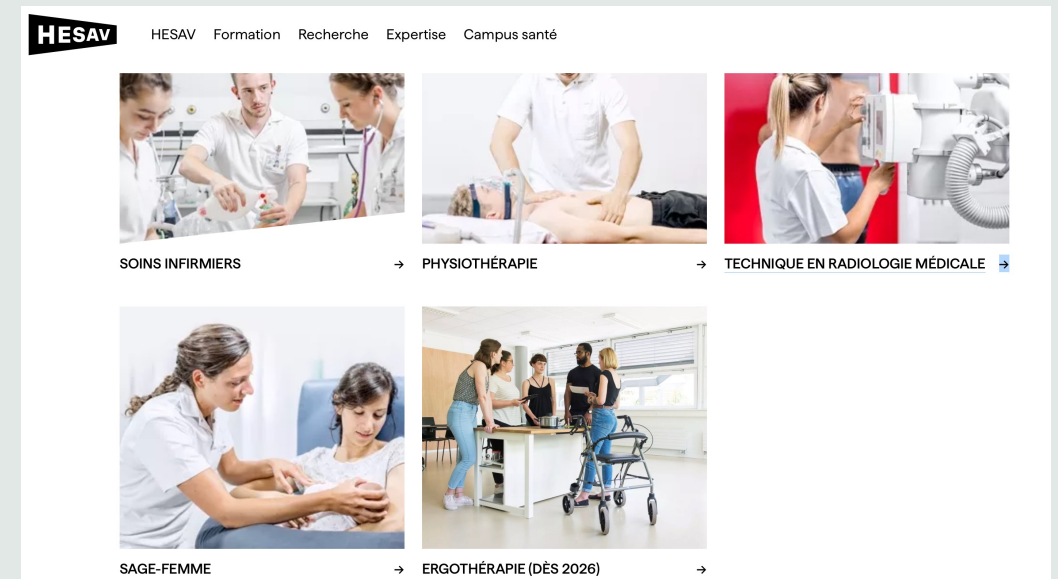 HESAV
HESAV Formation Recherche Expertise Campus santé
SOINS INFIRMIERS →
PHYSIOTHÉRAPIE →
TECHNIQUE EN RADIOLOGIE MÉDICALE →
SAGE-FEMME →
ERGOTHÉRAPIE (DÈS 2026) →